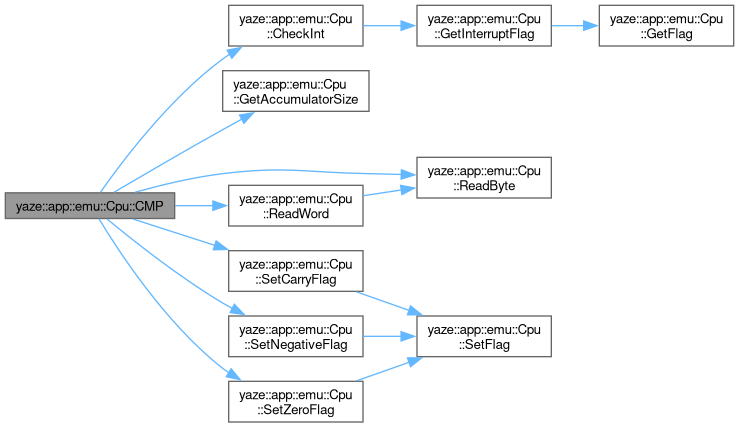 yaze::app::emu::Cpu::CMP
yaze::app::emu::Cpu
::CheckInt
yaze::app::emu::Cpu
::GetInterruptFlag
yaze::app::emu::Cpu
::GetFlag
yaze::app::emu::Cpu
::GetAccumulatorSize
yaze::app::emu::Cpu
::ReadByte
yaze::app::emu::Cpu
::ReadWord
yaze::app::emu::Cpu
::SetCarryFlag
yaze::app::emu::Cpu
::SetNegativeFlag
yaze::app::emu::Cpu
::SetFlag
yaze::app::emu::Cpu
::SetZeroFlag